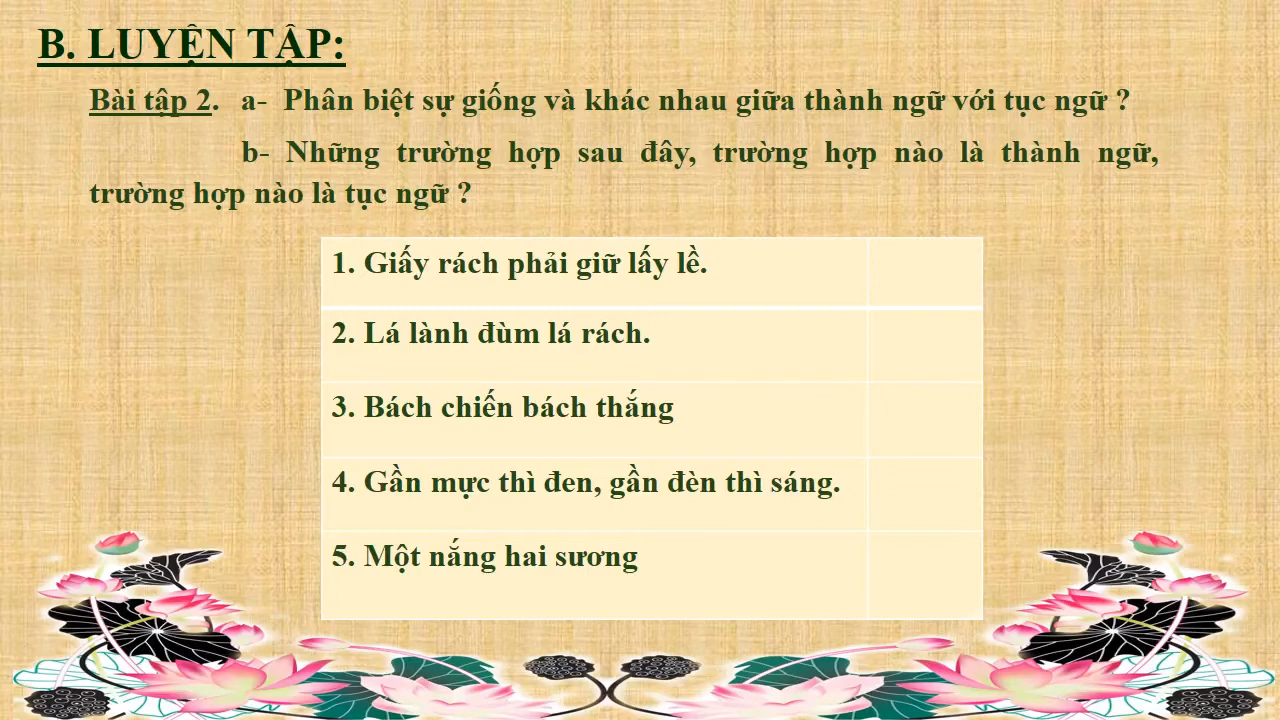 B. LUYỆN TẬP:
Bài tập 2. a- Phân biệt sự giống và khác nhau giữa thành ngữ với tục ngữ ?
b- Những trường hợp sau đây, trường hợp nào là thành ngữ,
trường hợp nào là tục ngữ ?
1. Giấy rách phải giữ lấy lề.
2. Lá lành đùm lá rách.
3. Bách chiến bách thắng
4. Gần mực thì đen, gần đèn thì sáng.
5. Một nắng hai sương